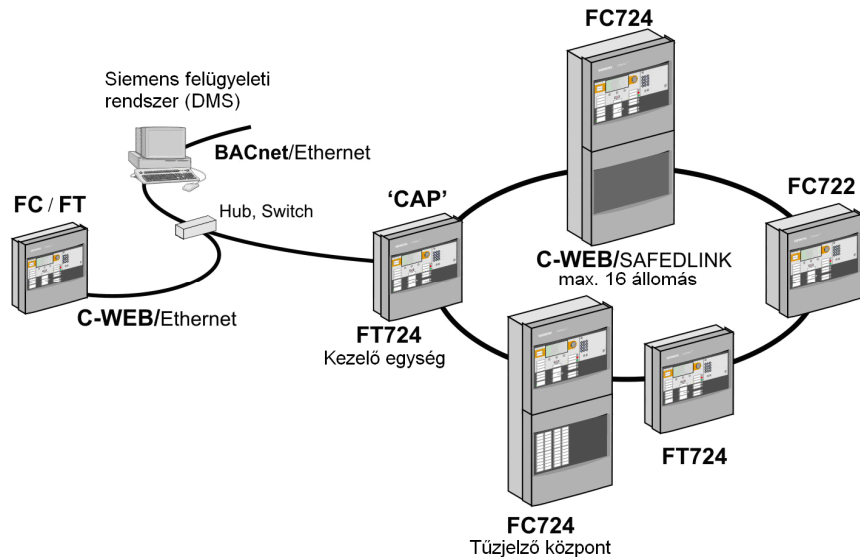 FC724
Siemens felügyeleti
rendszer (DMS)
BACnet/Ethernet
FC / FT
Hub, Switch
'CAP'
FC722
C-WEB/SAFEDLINK
max. 16 állomás
C-WEB/Ethernet
FT724
Kezelő egység
FT724
FC724
Tűzjelző központ